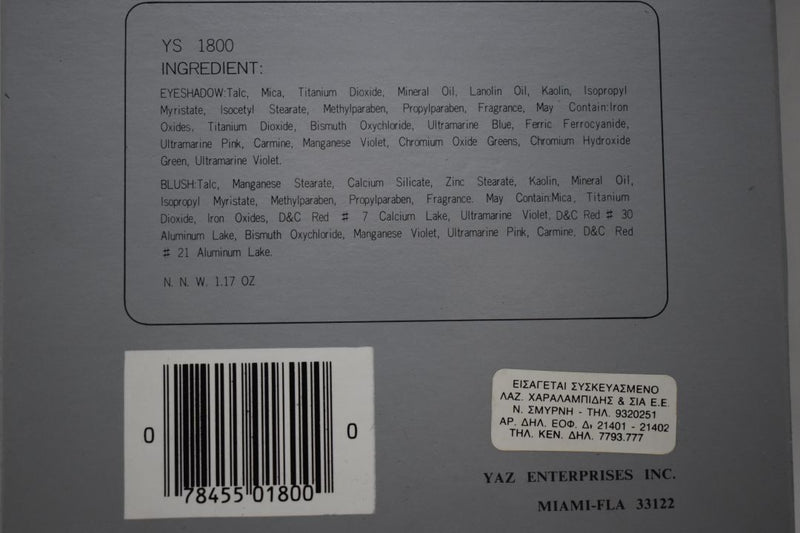 YS 1800
INGREDIENT:
EYESHADOW:Talc, Mica, Titanium Dioxide, Mineral Oil, Lanolin Oil, Kaolin, Isopropyl
Myristate, Isocetyl Stearate, Methylparaben, Propylparaben, Fragrance, May Contain:Iron
Oxides, Titanium Dioxide, Bismuth Oxychloride, Ultramarine Blue, Ferric Ferrocyanide,
Ultramarine Pink, Carmine, Manganese Violet, Chromium Oxide Greens, Chromium Hydroxide
Green, Ultramarine Violet.
BLUSH:Talc, Manganese Stearate, Calcium Silicate, Zinc Stearate, Kaolin, Mineral Oil,
Isopropyl Myristate, Methylparaben, Propylparaben, Fragrance. May Contain:Mica, Titanium
Dioxide, Iron Oxides, D&C Red # 7 Calcium Lake, Ultramarine Violet, D&C Red # 30
Aluminum Lake, Bismuth Oxychloride, Manganese Violet, Ultramarine Pink, Carmine, D&C Red
# 21 Aluminum Lake.
N. N. W. 1.17 OZ
0 78455 01800 0
ΕΙΣΑΓΕΤΑΙ ΣΥΣΚΕΥΑΣΜΕΝΟ
ΛΑΖ. ΧΑΡΑΛΑΜΠΙΔΗΣ & ΣΙΑ Ε.Ε.
Ν. ΣΜΥΡΝΗ - ΤΗΛ. 9320251
ΑΡ. ΔΗΛ. ΕΟΦ. Δ, 21401 - 21402
ΤΗΛ. ΚΕΝ. ΔΗΛ. 7793.777
YAZ ENTERPRISES INC.
MIAMI-FLA 33122